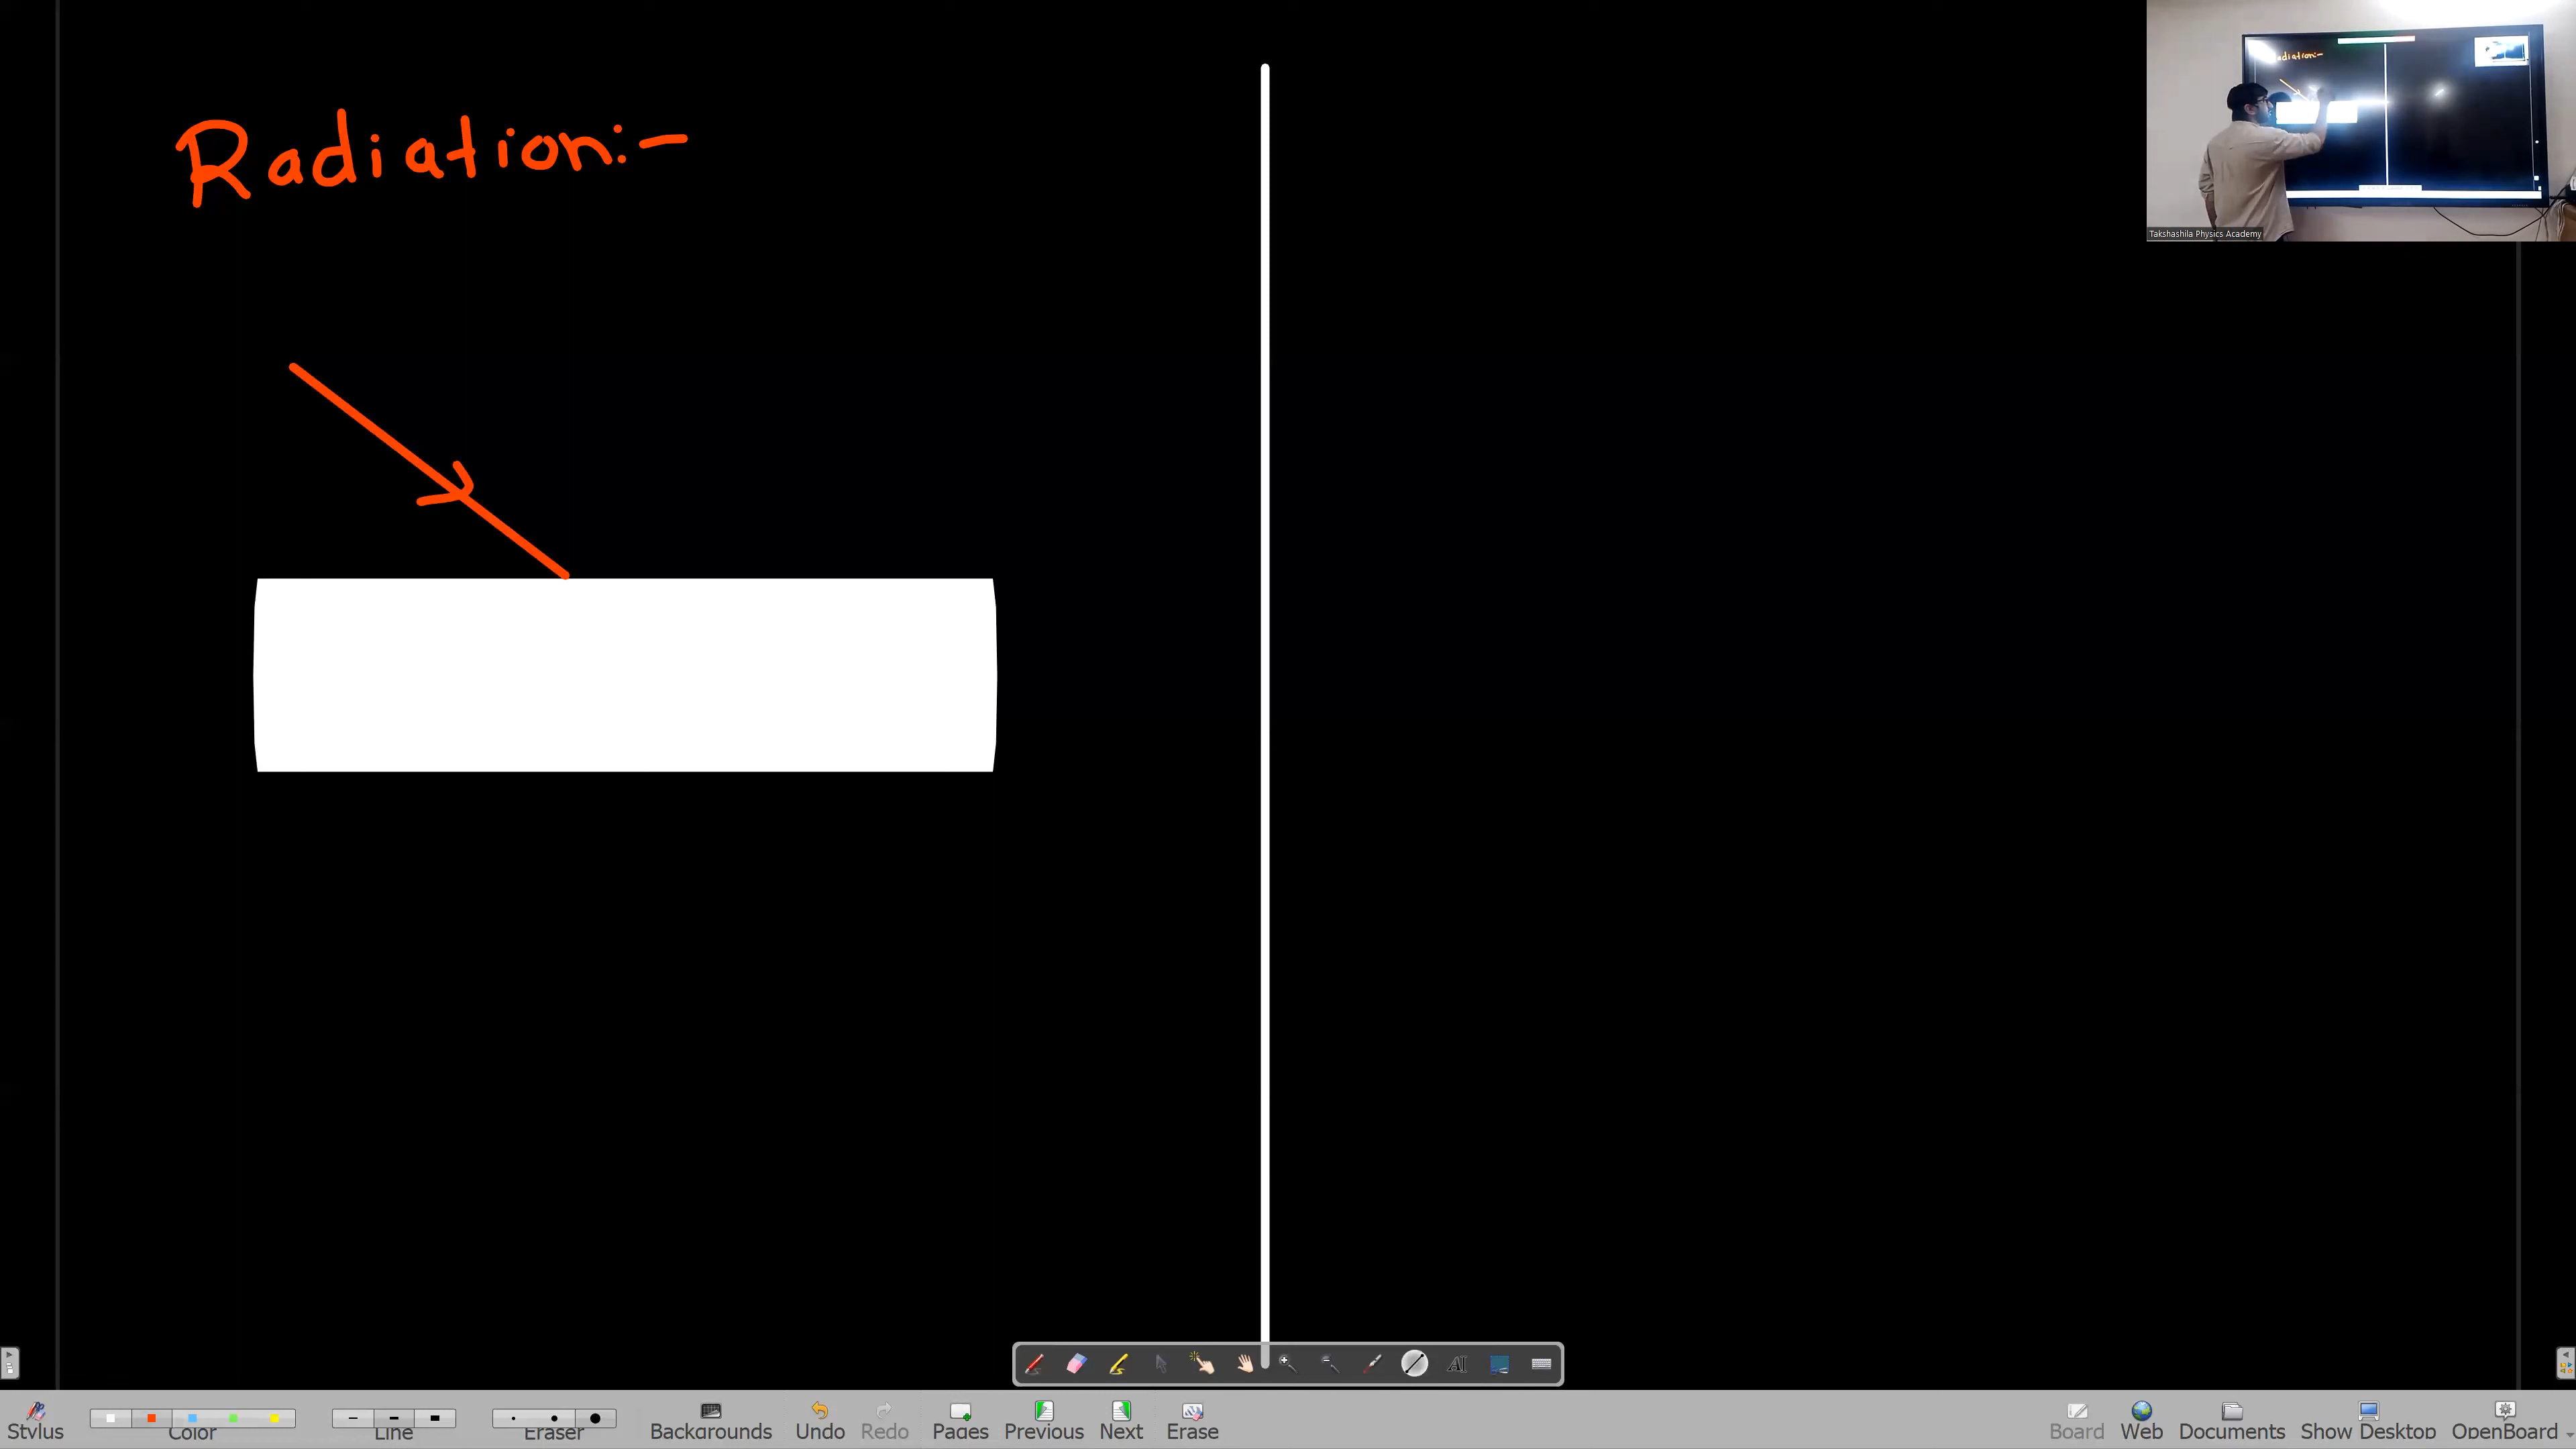 Radiation:-
Takshashila Physics Academy
Stylus
Color
Line
Eraser
Backgrounds
Undo
Redo
Pages
Previous
Next
Erase
Board
Web
Documents
Show Desktop
OpenBoard